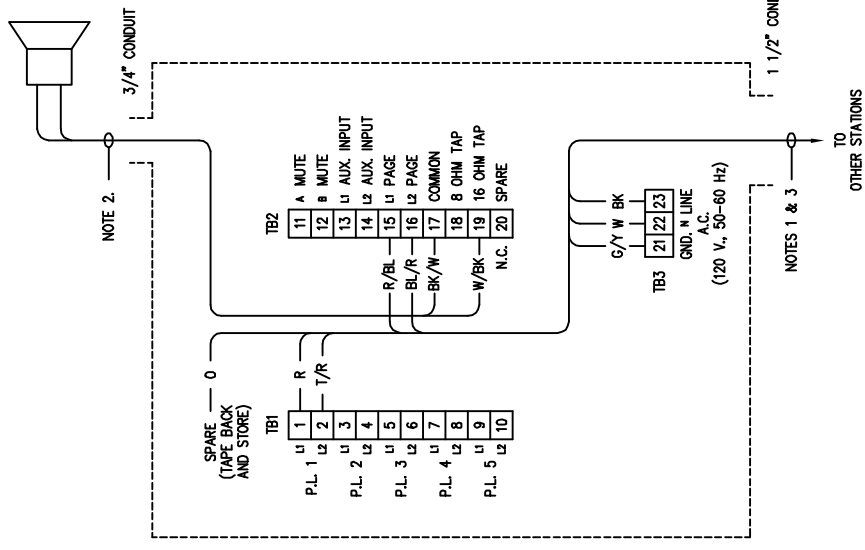 3/4" CONDUIT
NOTE 2.
TB2
11 A MUTE
12 B MUTE
13 L1 AUX. INPUT
14 L2 AUX. INPUT
15 L1 PAGE
16 L2 PAGE
17 COMMON
18 8 OHM TAP
19 16 OHM TAP
20 SPARE
N.C.
R/BL
BL/R
BK/W
W/BK
SPARE
(TAPE BACK
AND STORE)
O
R
T/R
TB1
P.L. 1 L1 1
L2 2
P.L. 2 L1 3
L2 4
P.L. 3 L1 5
L2 6
P.L. 4 L1 7
L2 8
P.L. 5 L1 9
L2 10
G/Y W BK
TB3
21 22 23
GND. N LINE
A.C.
(120 V., 50-60 Hz)
1 1/2" CON
NOTES 1 & 3
TO
OTHER STATIONS